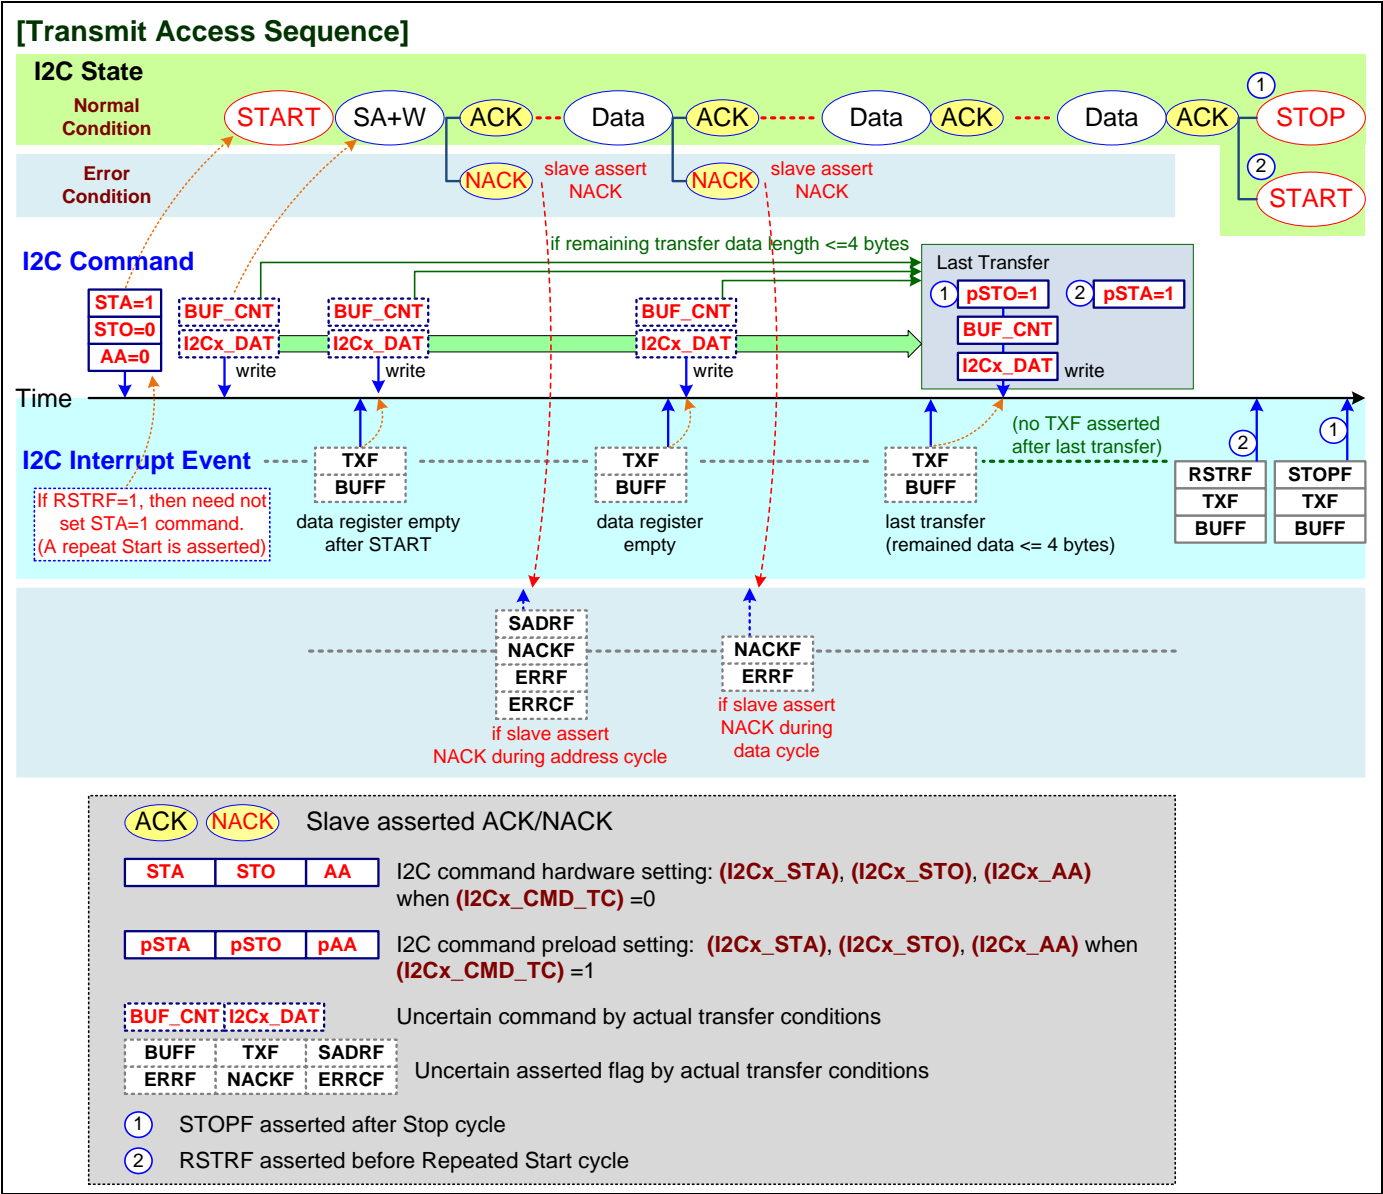 [Transmit Access Sequence]
I2C State
Normal
Condition
START
SA+W
ACK
Data
ACK
Data
ACK
Data
ACK
1
STOP
Error
Condition
NACK
slave assert
NACK
NACK
slave assert
NACK
2
START
I2C Command
if remaining transfer data length <=4 bytes
STA=1
STO=0
AA=0
BUF_CNT
I2Cx_DAT
write
BUF_CNT
I2Cx_DAT
write
BUF_CNT
I2Cx_DAT
write
Last Transfer
1
pSTO=1
2
pSTA=1
BUF_CNT
I2Cx_DAT
write
Time
I2C Interrupt Event
If RSTRF=1, then need not
set STA=1 command.
(A repeat Start is asserted)
TXF
BUFF
data register empty
after START
TXF
BUFF
data register
empty
TXF
BUFF
last transfer
(remained data <= 4 bytes)
(no TXF asserted
after last transfer)
2
RSTRF
TXF
BUFF
1
STOPF
TXF
BUFF
SADRF
NACKF
ERRF
ERRCF
if slave assert
NACK during address cycle
NACKF
ERRF
if slave assert
NACK during
data cycle
ACK NACK Slave asserted ACK/NACK
STA STO AA I2C command hardware setting: (I2Cx_STA), (I2Cx_STO), (I2Cx_AA)
when (I2Cx_CMD_TC) =0
pSTA pSTO pAA I2C command preload setting: (I2Cx_STA), (I2Cx_STO), (I2Cx_AA) when
(I2Cx_CMD_TC) =1
BUF_CNT I2Cx_DAT Uncertain command by actual transfer conditions
BUFF TXF SADRF
ERRF NACKF ERRCF
Uncertain asserted flag by actual transfer conditions
1 STOPF asserted after Stop cycle
2 RSTRF asserted before Repeated Start cycle